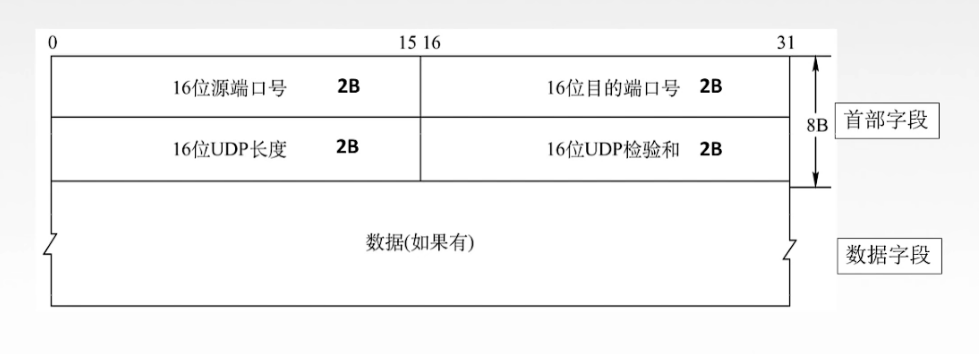 0 15 16 31
16位源端口号 2B 16位目的端口号 2B
8B 首部字段
16位UDP长度 2B 16位UDP检验和 2B
数据(如果有)
数据字段